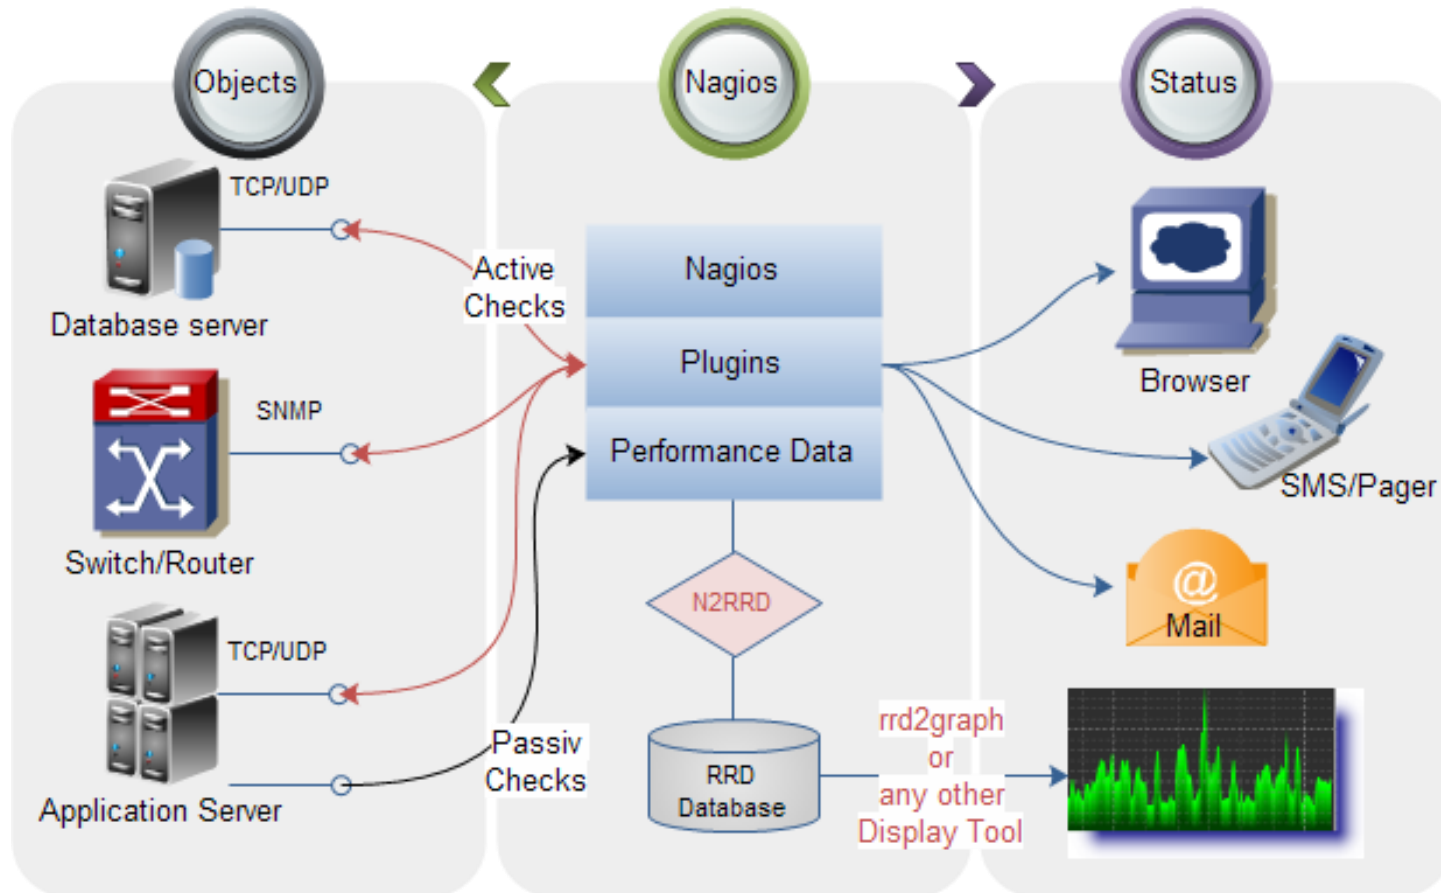 Objects
Nagios
Status
TCP/UDP
Database server
SNMP
Switch/Router
TCP/UDP
Application Server
Active
Checks
Passiv
Checks
Nagios
Plugins
Performance Data
N2RRD
RRD
Database
rrd2graph
or
any other
Display Tool
Browser
SMS/Pager
@
Mail